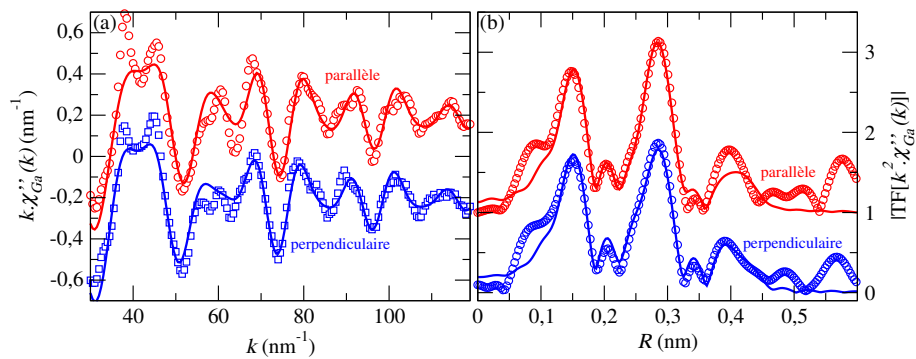 (a)
k.χ''Ga(k) (nm⁻¹)
0,6
0,4
0,2
0
-0.2
-0.4
-0.6
parallèle
perpendiculaire
40 60 80 100
k (nm⁻¹)
(b)
parallèle
perpendiculaire
0 0,1 0,2 0,3 0,4 0,5
R (nm)
3
2
1
0
|TF[k²χ''Ga(k)]|